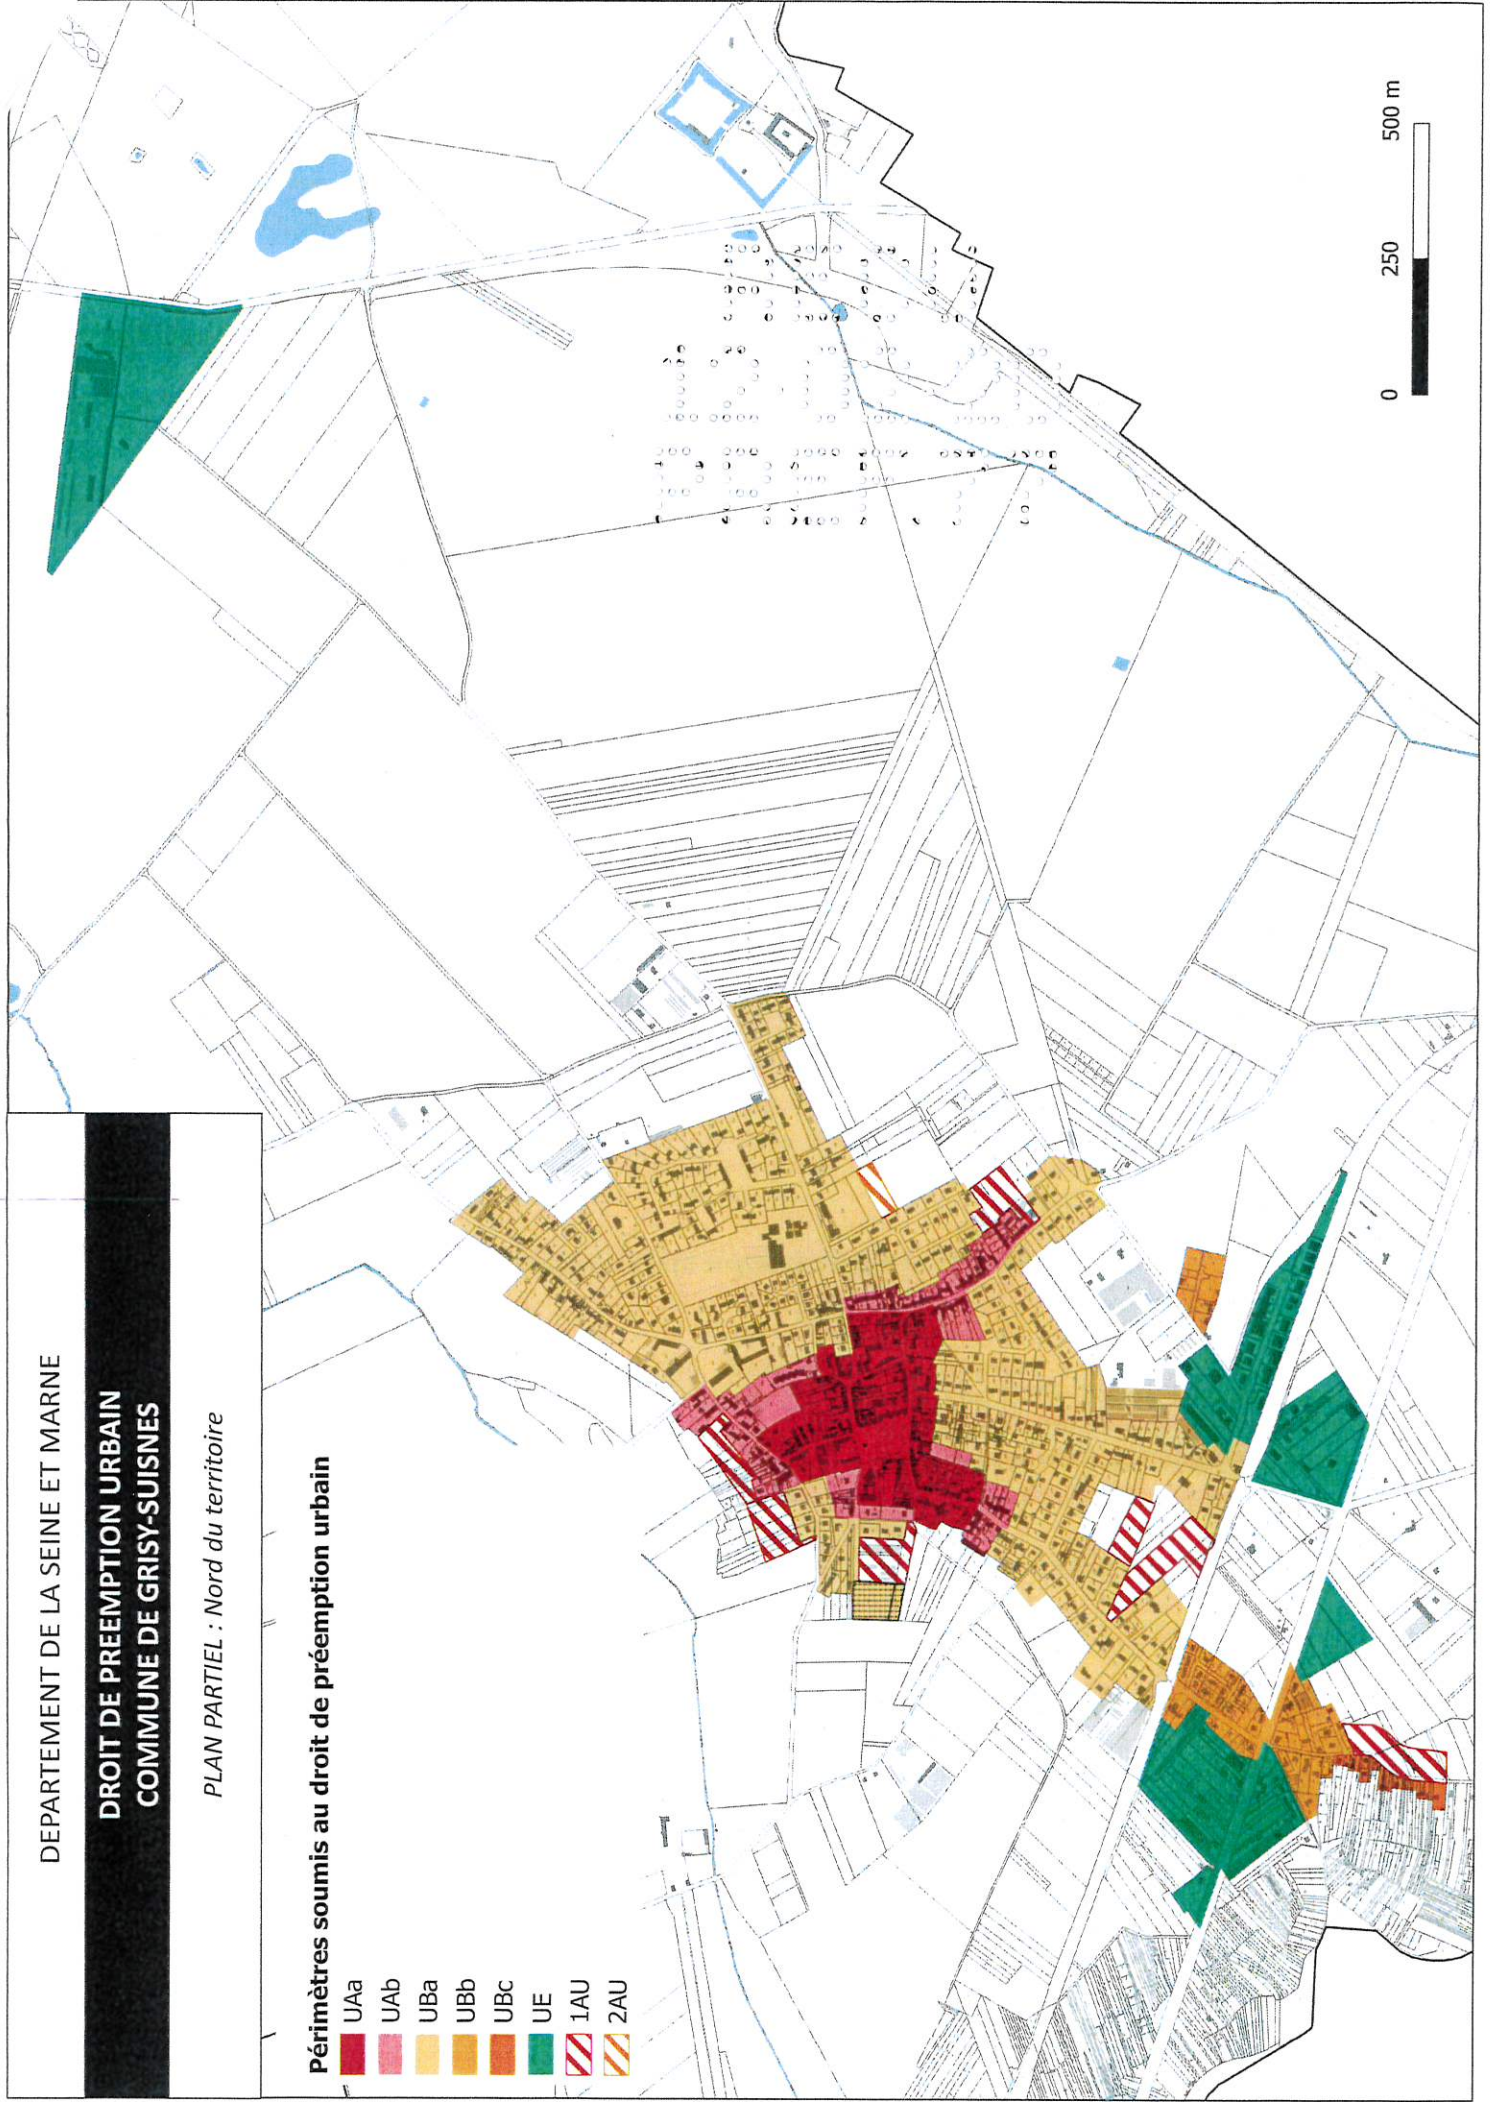 DEPARTEMENT DE LA SEINE ET MARNE
DROIT DE PREEMPTION URBAIN
COMMUNE DE GRISY-SUISNES
PLAN PARTIEL : Nord du territoire
Périmètres soumis au droit de préemption urbain
UAa
UAb
UBa
UBb
UBc
UE
1AU
2AU
0 250 500 m